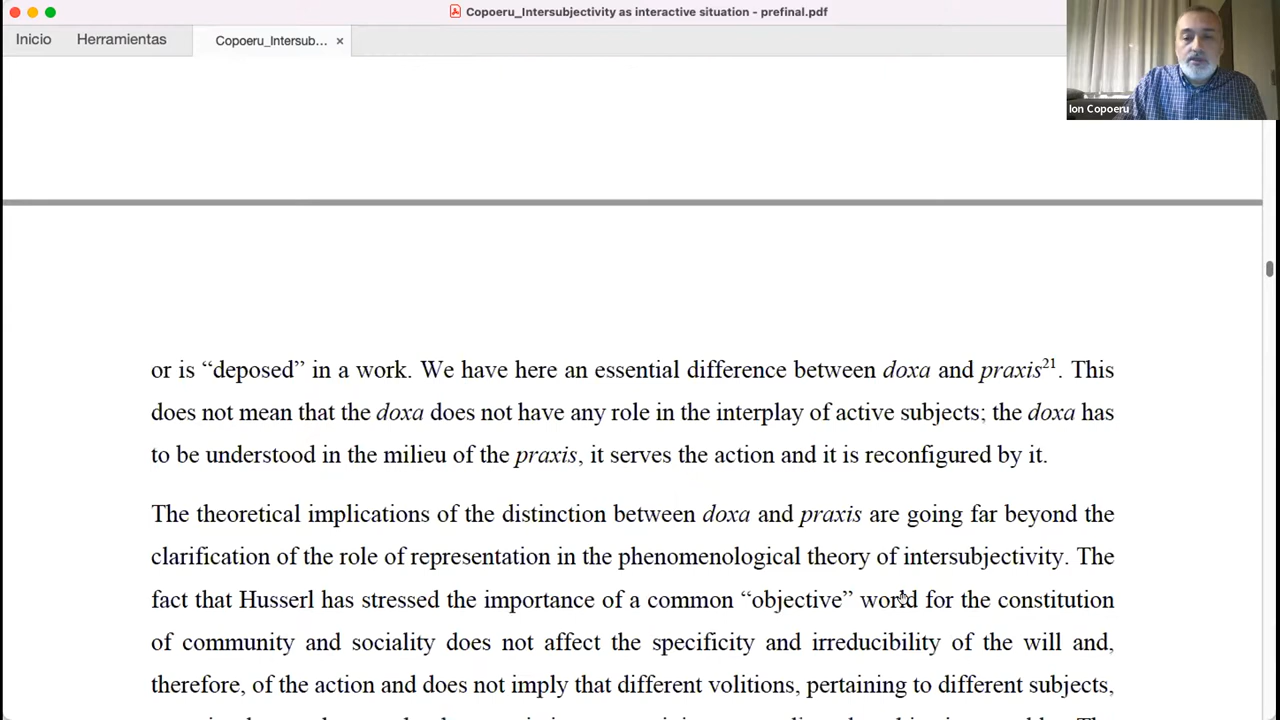 Copoeru_Intersubjectivity as interactive situation - prefinal.pdf
Inicio Herramientas Copoeru_Intersub... ×
Ion Copoeru
or is “deposed” in a work. We have here an essential difference between doxa and praxis21. This
does not mean that the doxa does not have any role in the interplay of active subjects; the doxa has
to be understood in the milieu of the praxis, it serves the action and it is reconfigured by it.
The theoretical implications of the distinction between doxa and praxis are going far beyond the
clarification of the role of representation in the phenomenological theory of intersubjectivity. The
fact that Husserl has stressed the importance of a common “objective” world for the constitution
of community and sociality does not affect the specificity and irreducibility of the will and,
therefore, of the action and does not imply that different volitions, pertaining to different subjects,